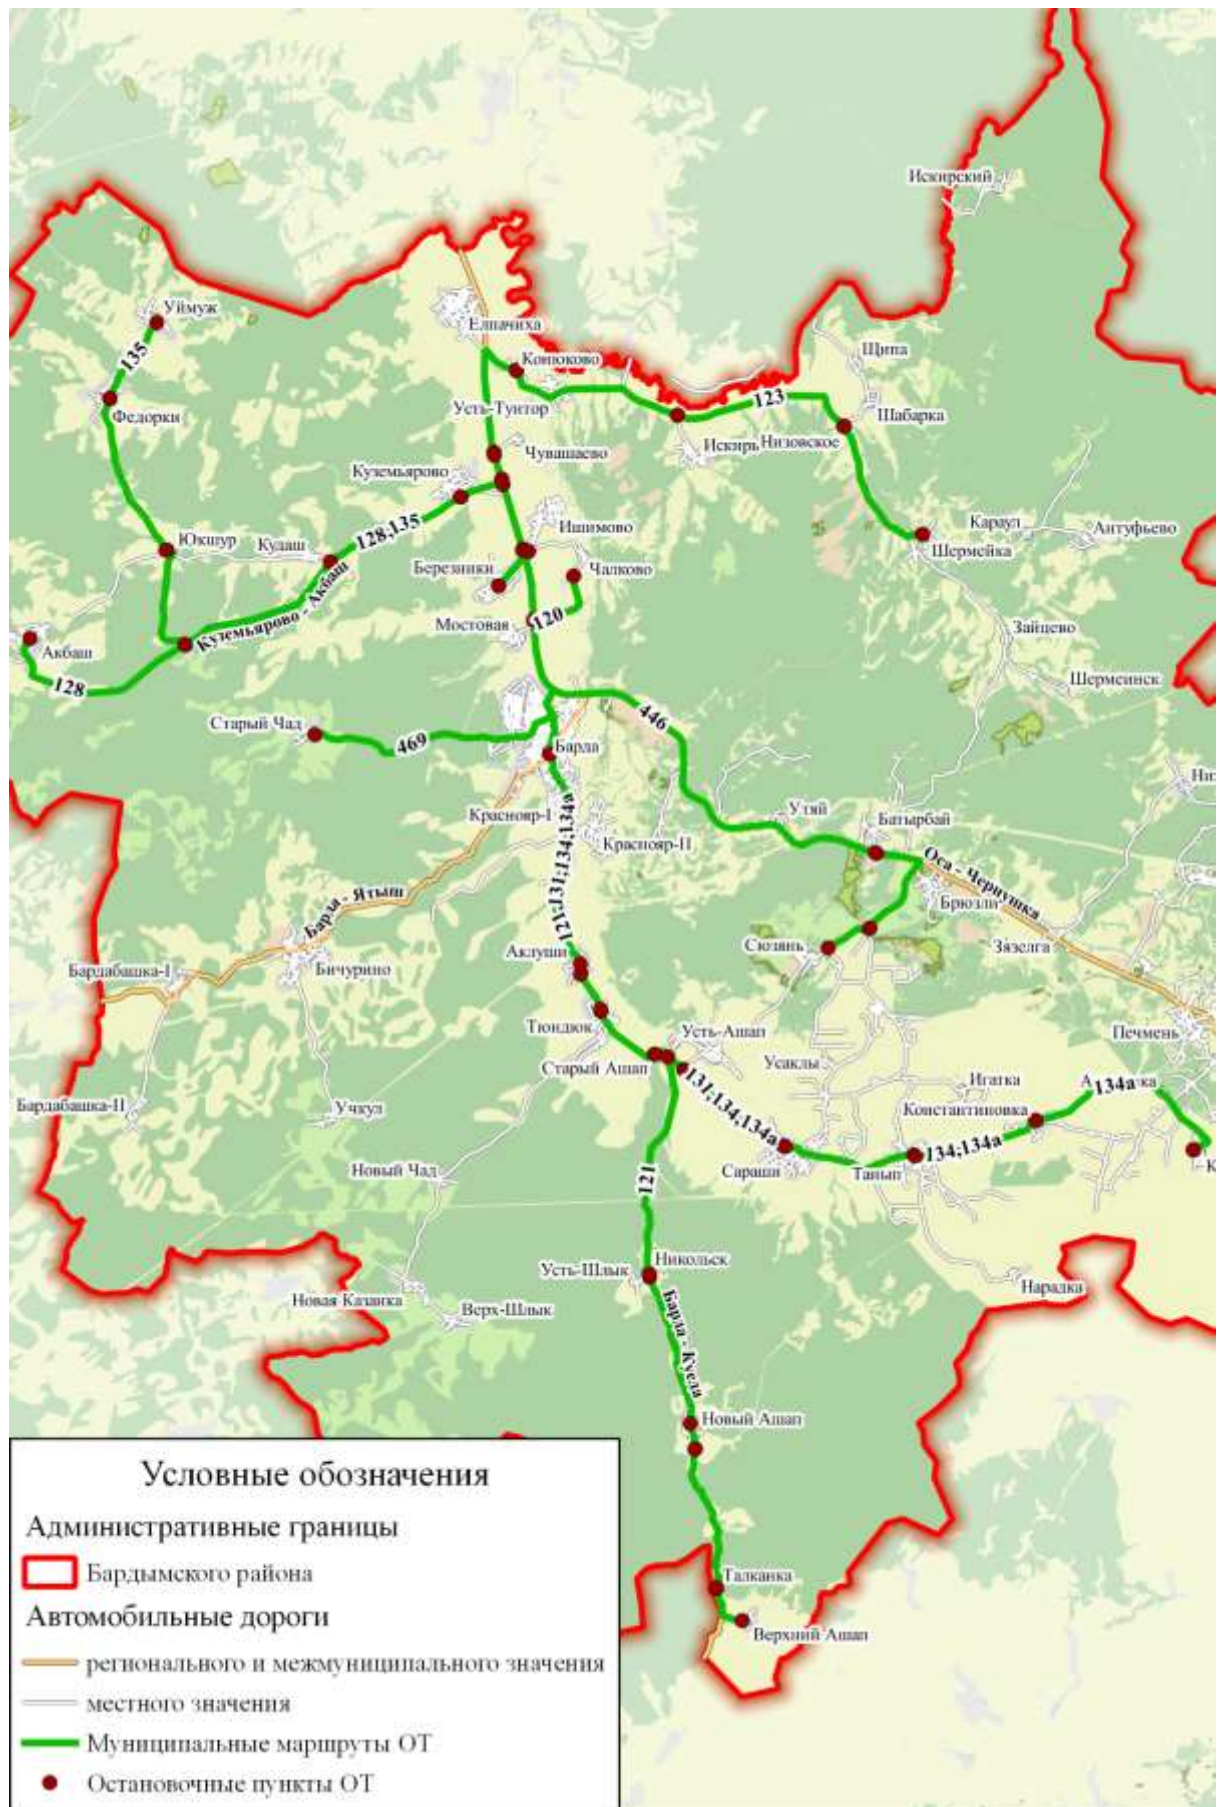 Искирский
Уймуж
Елпачиха
135
Конюково
Щипа
Федорки
Усть-Тунтор
123
Шабарка
Чувашаево
Искирь
Низовское
Куземьярово
128;135
Ишимово
Караул
Антуфьево
Юкшур
Кудаш
Шермейка
Березники
Чалково
Куземьярово - Акбаш
120
Мостовая
Зайцево
Акбаш
128
Шермеинск
Старый Чад
446
469
Барда
Краснояр-I
Утяй
Батырбай
Краснояр-II
121;131;134;134а
Оса - Чернушка
Барда - Ятыш
Брюзли
Аклуши
Сюзянь
Зязелга
Бардабашка-I
Бичурино
Тюндюк
Усть-Ашап
Печмень
Старый Ашап
Усаклы
131;134;134а
Игатка
134а
Бардабашка-II
Учкул
Константиновка
Новый Чад
Сараши
Танып
134;134а
121
Никольск
Усть-Шлык
Нарадка
Новая Казанка
Верх-Шлык
Барда - Куеда
Новый Ашап
Талканка
Верхний Ашап
Условные обозначения
Административные границы
Бардымского района
Автомобильные дороги
регионального и межмуниципального значения
местного значения
Муниципальные маршруты ОТ
Остановочные пункты ОТ